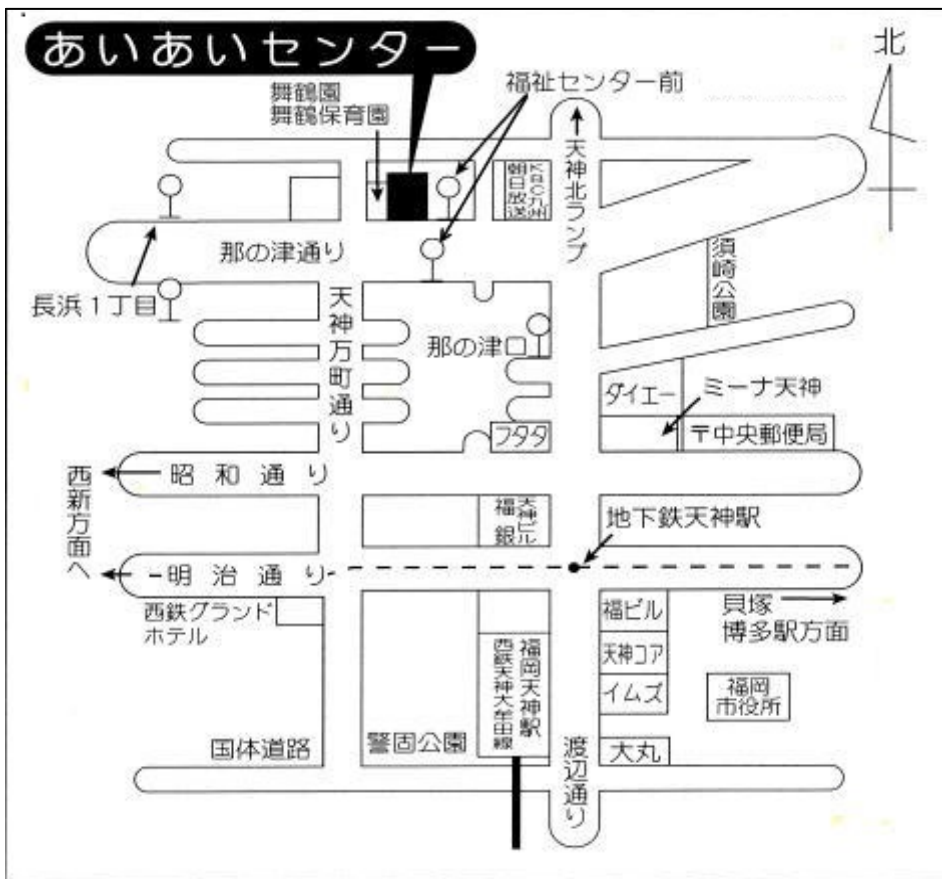 あいあいセンター
北
舞鶴園
舞鶴保育園
福祉センター前
KBC九州
朝日放送
天神北ランプ
那の津通り
須崎公園
長浜1丁目
天神万町通り
那の津口
ダイエー
ミーナ天神
フタタ
〒中央郵便局
昭和通り
西新方面へ
天神ビル
福銀
地下鉄天神駅
明治通り
西鉄グランド
ホテル
福ビル
貝塚
博多駅方面
天神コア
福岡天神駅
西鉄天神大牟田線
イムズ
福岡
市役所
国体道路
警固公園
大丸
渡辺通り